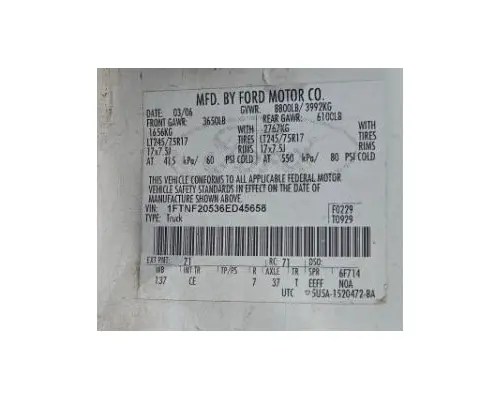 MFD. BY FORD MOTOR CO.
DATE: 03/06 GVWR: 8800LB/ 3992KG
FRONT GAWR: 3650LB REAR GAWR: 6100LB
1656KG WITH 2767KG WITH
LT245/75R17 TIRES LT245/75R17 TIRES
17x7.5J RIMS 17x7.5J RIMS
AT 415 kPa/ 60 PSI COLD AT 550 kPa/ 80 PSI COLD
THIS VEHICLE CONFORMS TO ALL APPLICABLE FEDERAL MOTOR
VEHICLE SAFETY STANDARDS IN EFFECT ON THE DATE OF
MANUFACTURE SHOWN ABOVE.
VIN: 1FTNF20536ED45658 F0229
TYPE: Truck T0929
EXT PNT: Z1 RC: 71 DSO:
WB INT TR TP/PS R AXLE TR SPR 6F714
137 CE 7 37 T EEFF NOA
UTC 5U5A-1520472-BA